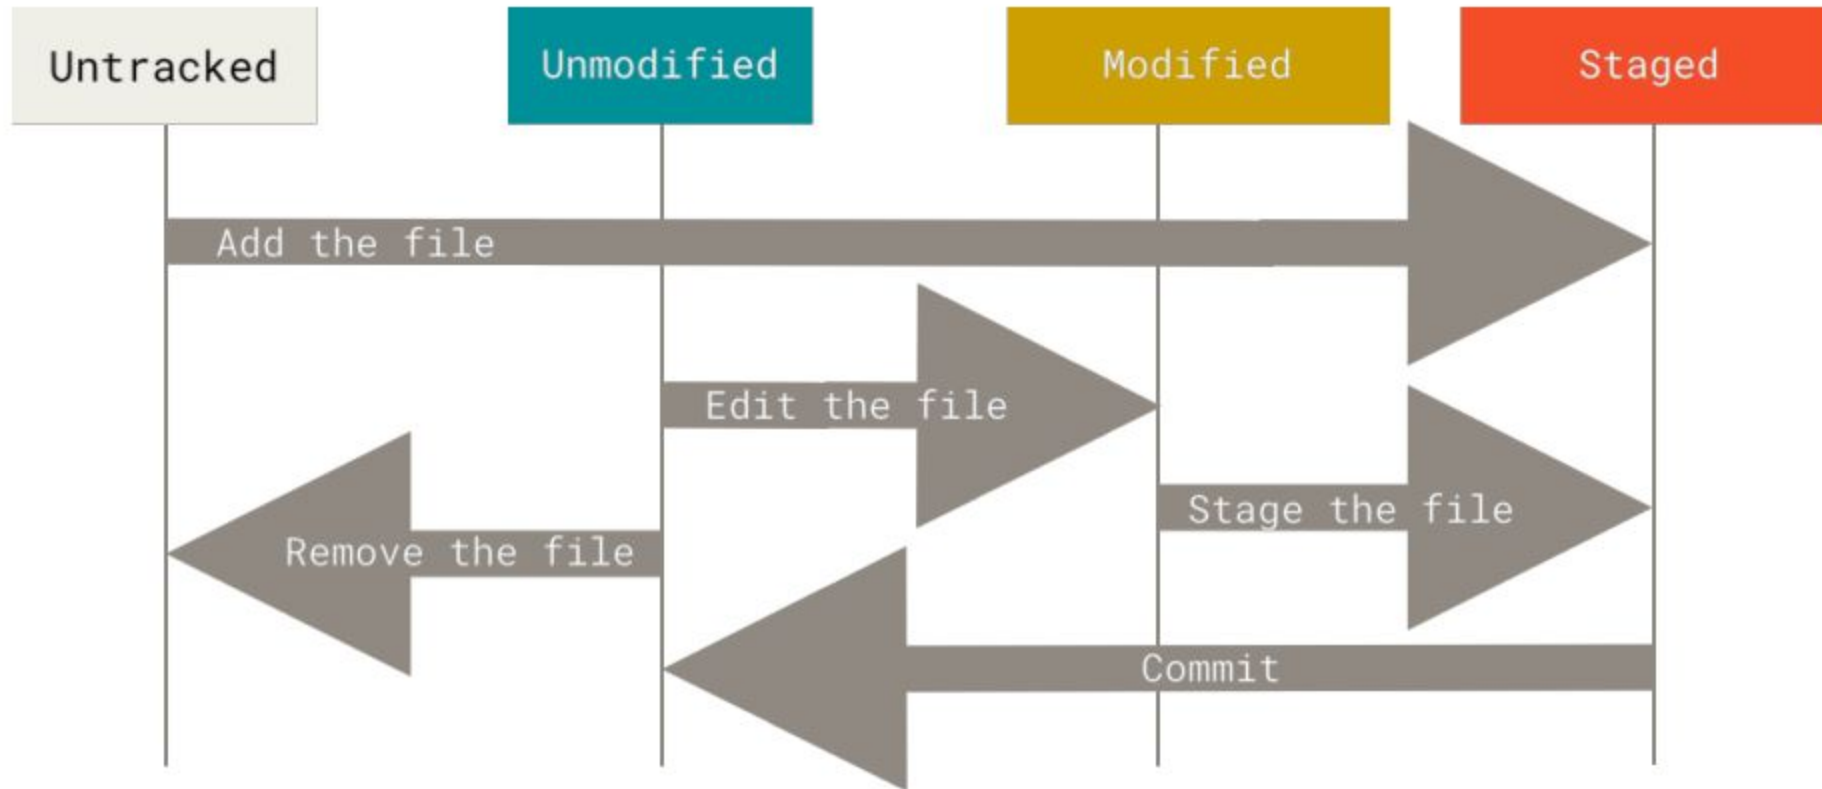 Untracked
Unmodified
Modified
Staged
Add the file
Edit the file
Stage the file
Remove the file
Commit